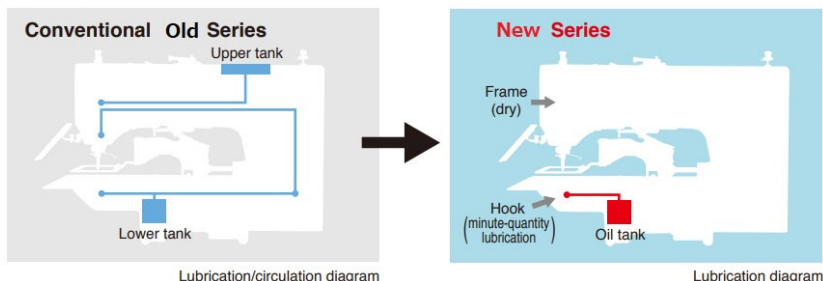 Conventional Old Series
Upper tank
Lower tank
Lubrication/circulation diagram
New Series
Frame
(dry)
Hook
(minute-quantity
lubrication)
Oil tank
Lubrication diagram